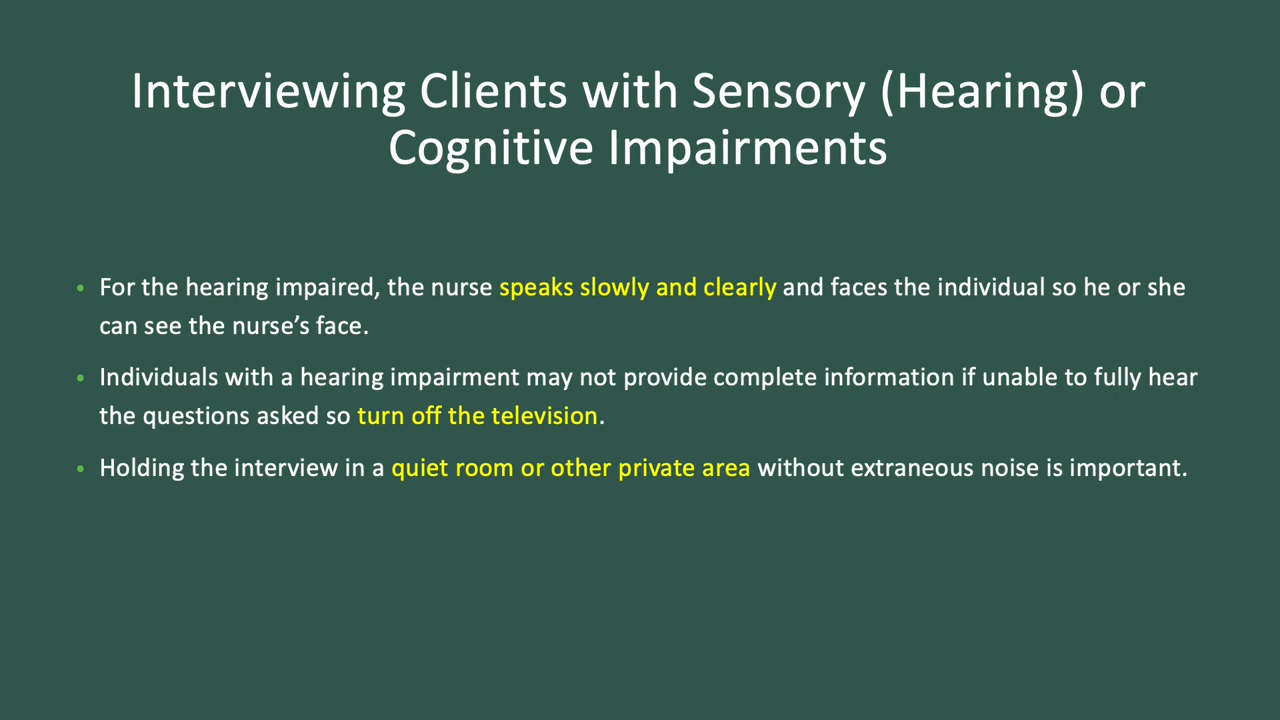 Interviewing Clients with Sensory (Hearing) or
Cognitive Impairments
• For the hearing impaired, the nurse speaks slowly and clearly and faces the individual so he or she
can see the nurse’s face.
• Individuals with a hearing impairment may not provide complete information if unable to fully hear
the questions asked so turn off the television.
• Holding the interview in a quiet room or other private area without extraneous noise is important.